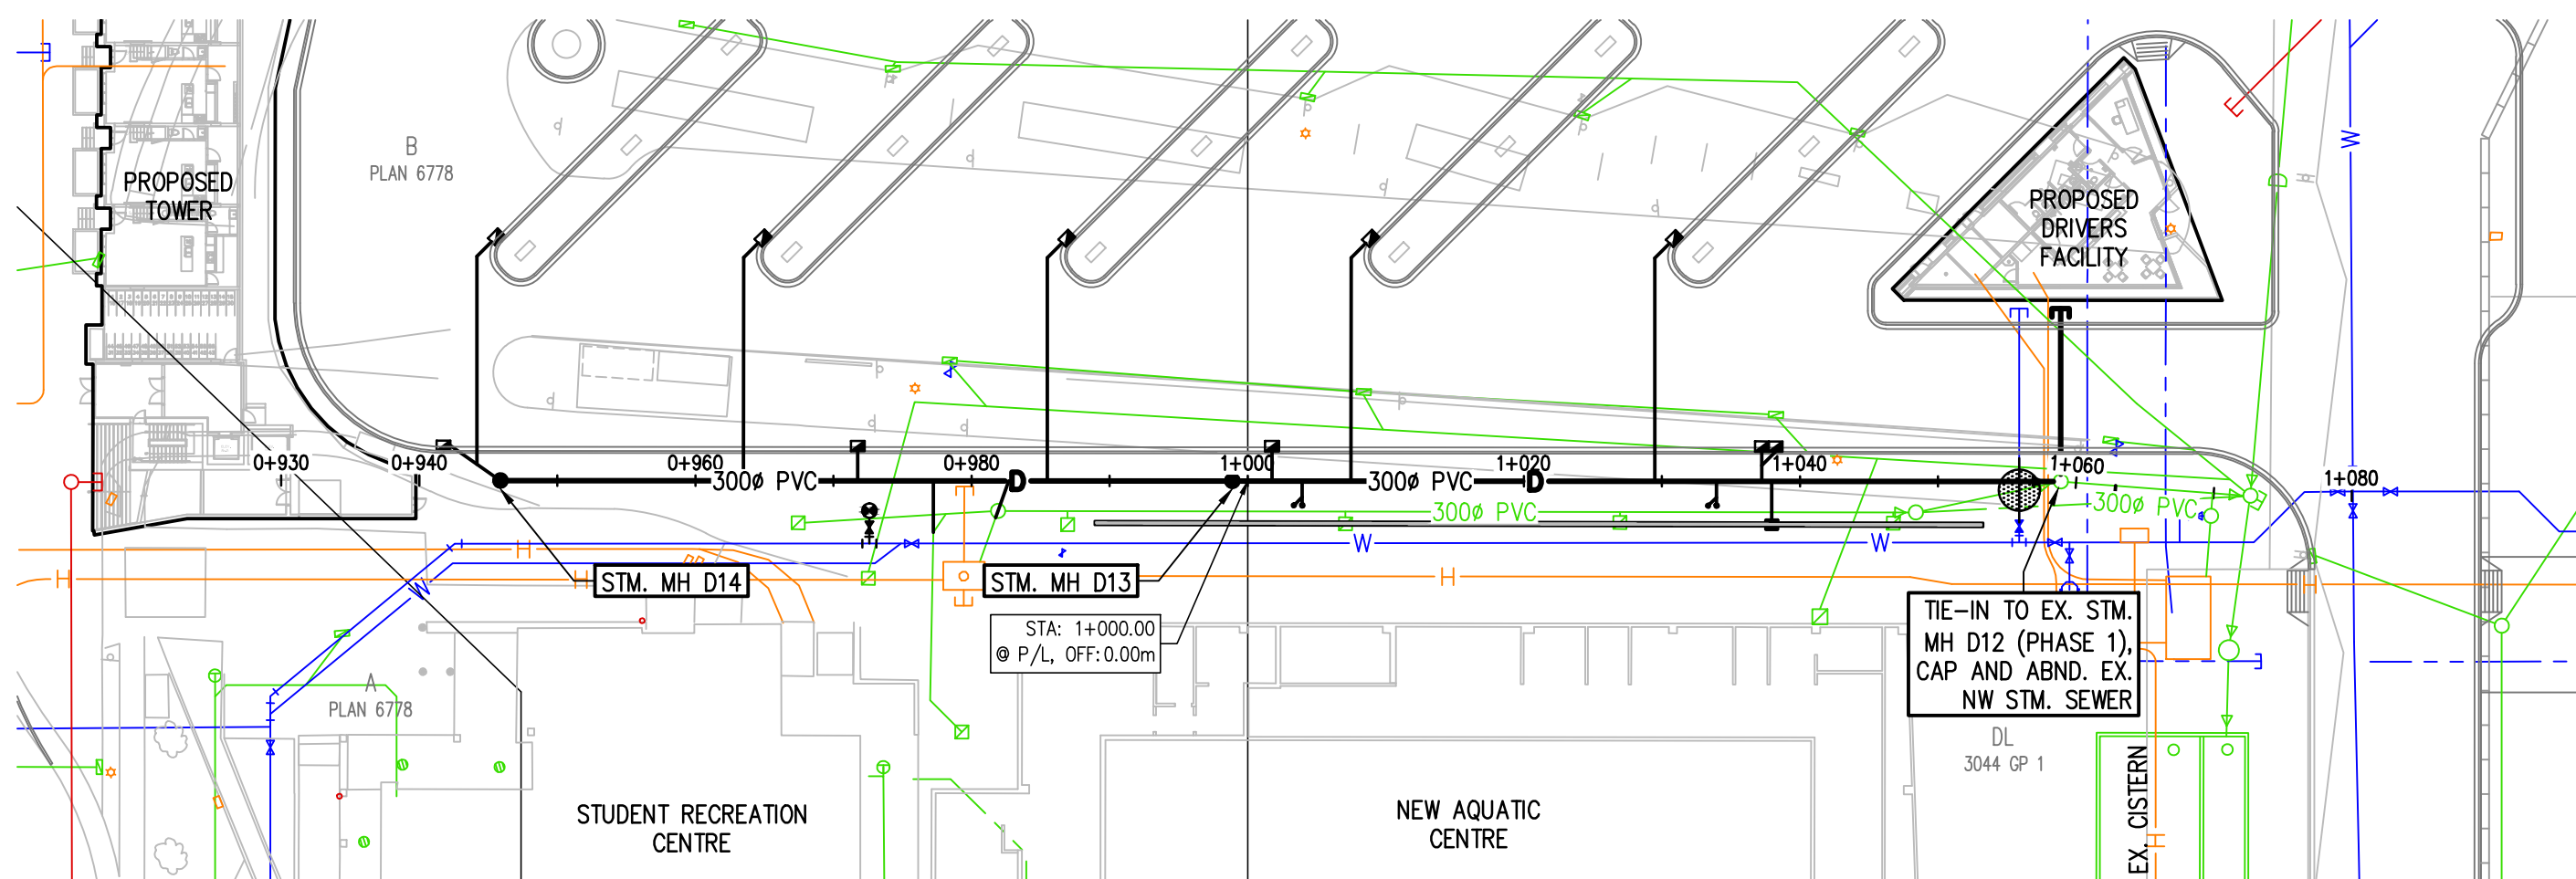 B
PLAN 6778
PROPOSED
TOWER
PROPOSED
DRIVERS
FACILITY
W
0+930
0+940
0+960
0+980
1+000
1+020
1+040
1+060
1+080
300ø PVC
D
300ø PVC
D
300ø PVC
300ø PVC
W
W
W
H
H
H
H
H
STM. MH D14
STM. MH D13
STA: 1+000.00
@ P/L, OFF:0.00m
TIE-IN TO EX. STM.
MH D12 (PHASE 1),
CAP AND ABND. EX.
NW STM. SEWER
A
PLAN 6778
DL
3044 GP 1
STUDENT RECREATION
CENTRE
NEW AQUATIC
CENTRE
EX. CISTERN
H